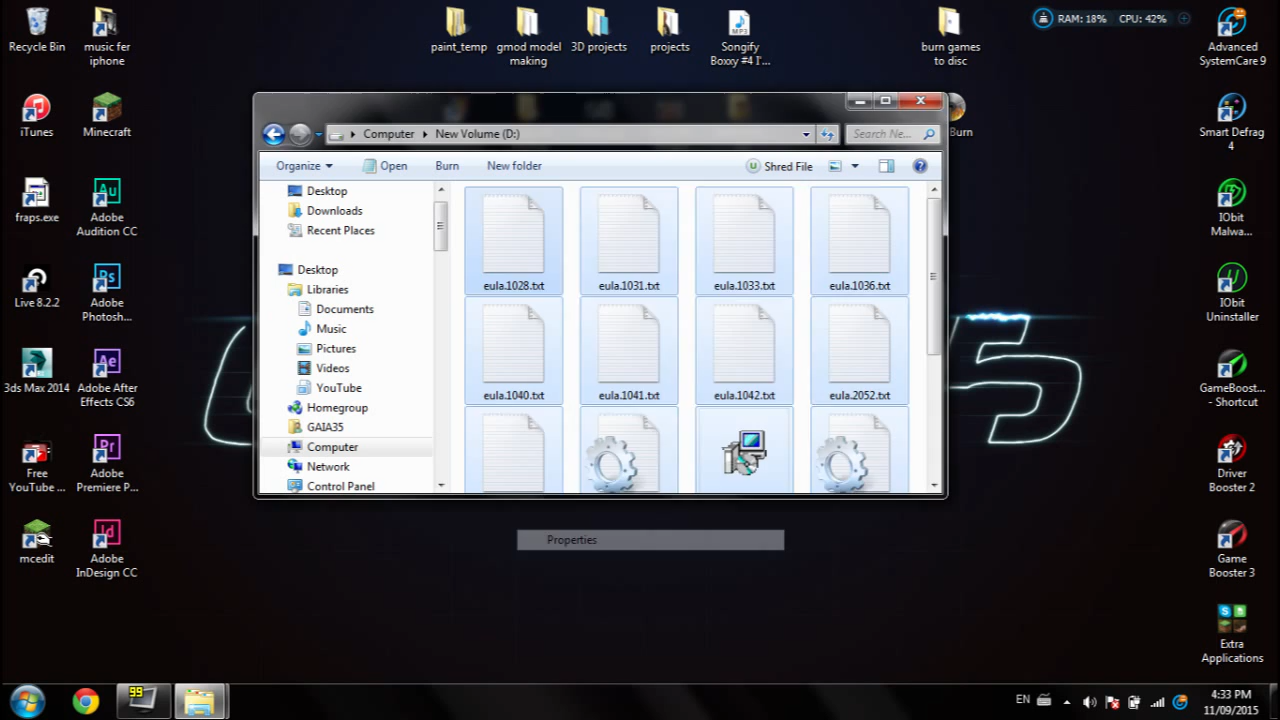 Recycle Bin
music fer
iphone
paint_temp
gmod model
making
3D projects
projects
Songify
Boxxy #4 I'...
burn games
to disc
RAM: 18%
CPU: 42%
Advanced
SystemCare 9
iTunes
Minecraft
Burn
Smart Defrag
4
Computer
New Volume (D:)
Search Ne...
Organize
Open
Burn
New folder
Shred File
Desktop
Downloads
Recent Places
Desktop
Libraries
Documents
Music
Pictures
Videos
YouTube
Homegroup
GAIA35
Computer
Network
Control Panel
eula.1028.txt
eula.1031.txt
eula.1033.txt
eula.1036.txt
eula.1040.txt
eula.1041.txt
eula.1042.txt
eula.2052.txt
fraps.exe
Adobe
Audition CC
IObit
Malwa...
Live 8.2.2
Adobe
Photosh...
IObit
Uninstaller
3ds Max 2014
Adobe After
Effects CS6
GameBoost...
- Shortcut
Free
YouTube ...
Adobe
Premiere P...
Driver
Booster 2
mcedit
Adobe
InDesign CC
Properties
Game
Booster 3
Extra
Applications
99
EN
4:33 PM
11/09/2015